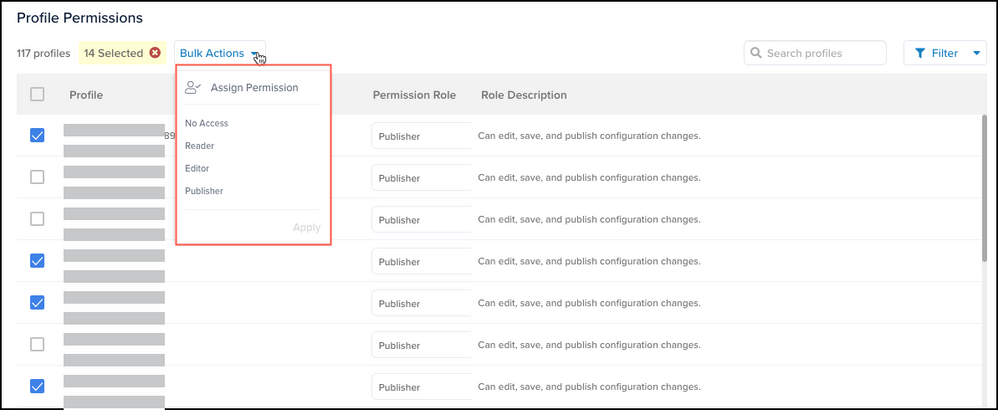 Profile Permissions
117 profiles 14 Selected Bulk Actions Search profiles Filter
Assign Permission
No Access
Reader
Editor
Publisher
Apply
Profile Permission Role Role Description
89 Publisher Can edit, save, and publish configuration changes.
Publisher Can edit, save, and publish configuration changes.
Publisher Can edit, save, and publish configuration changes.
Publisher Can edit, save, and publish configuration changes.
Publisher Can edit, save, and publish configuration changes.
Publisher Can edit, save, and publish configuration changes.
Publisher Can edit, save, and publish configuration changes.